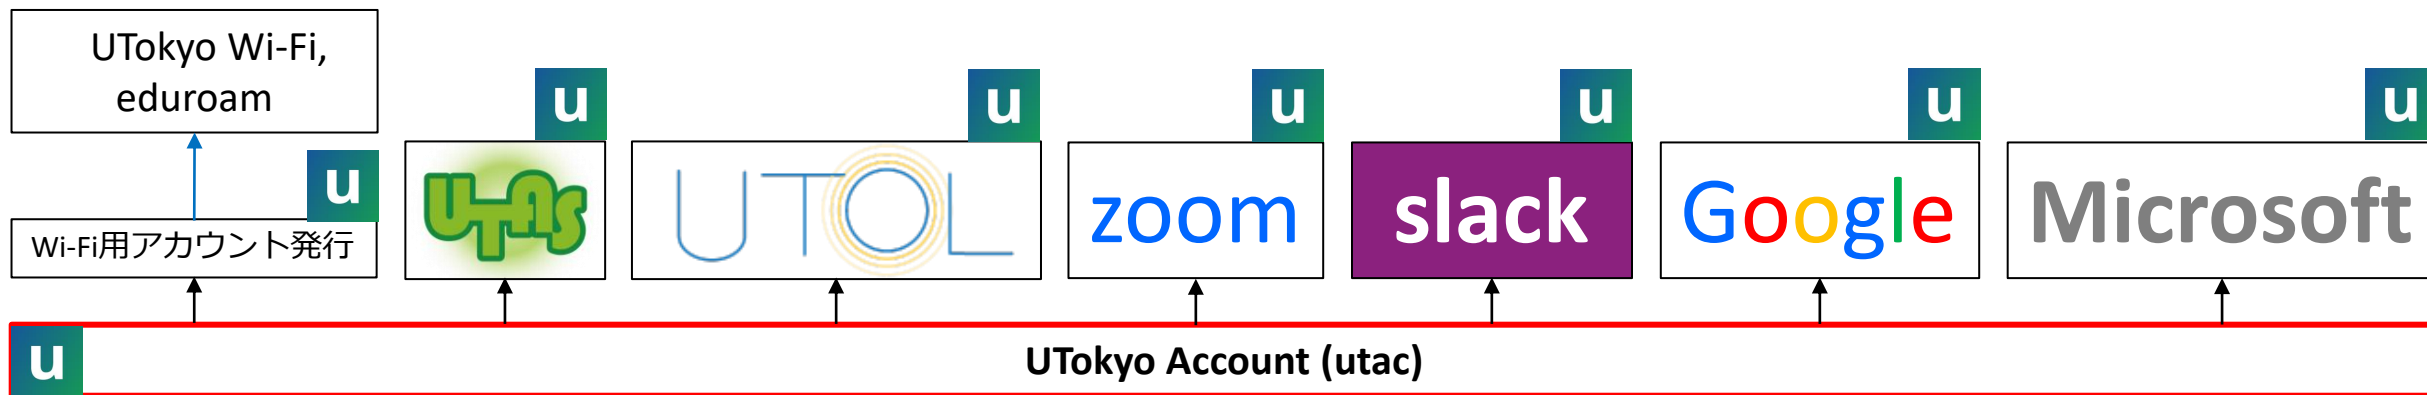 UTokyo Wi-Fi,
eduroam
u
u
u
u
u
u
u
Wi-Fi用アカウント発行
UTAS
UTOL
zoom
slack
Google
Microsoft
u
UTokyo Account (utac)